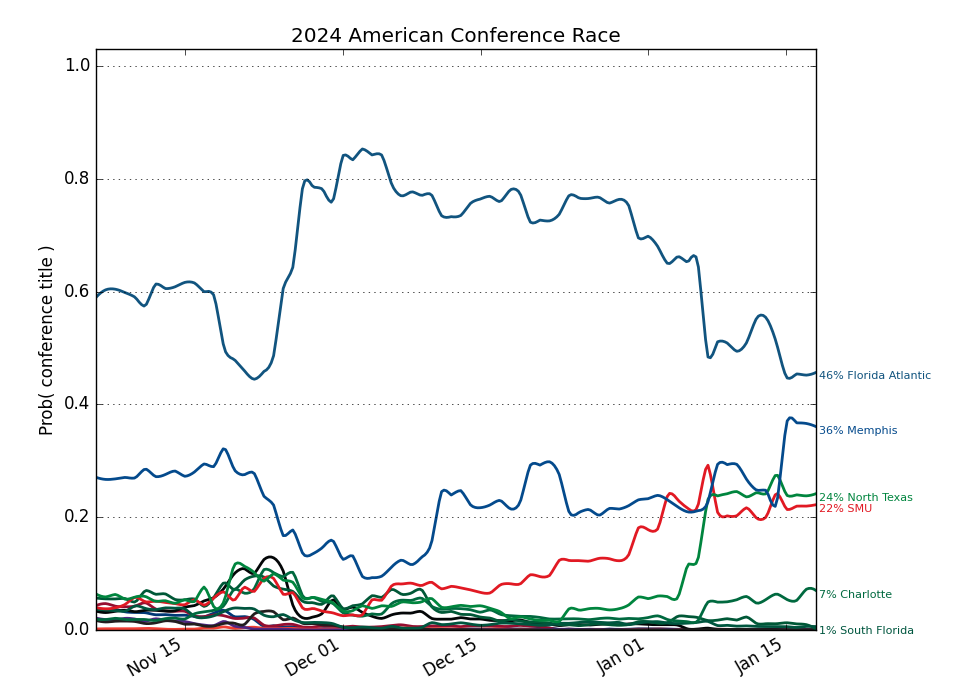 2024 American Conference Race
1.0
0.8
0.6
0.4
0.2
0.0
Prob( conference title )
46% Florida Atlantic
36% Memphis
24% North Texas
22% SMU
7% Charlotte
1% South Florida
Nov 15
Dec 01
Dec 15
Jan 01
Jan 15